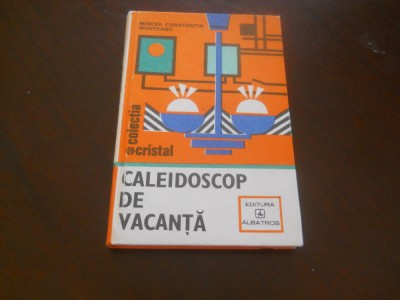 MIRCEA CONSTANTIN
MUNTEANU
colecția
cristal
CALEIDOSCOP
DE
VACANȚĂ
EDITURA
ALBATROS